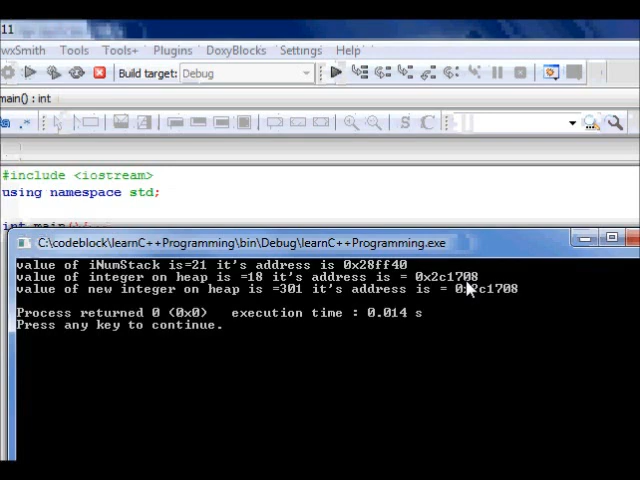 11
wxSmith Tools Tools+ Plugins DoxyBlocks Settings Help
Build target: Debug
main() : int
S C
#include <iostream>
using namespace std;
int main()
C:\codeblock\learnC++Programming\bin\Debug\learnC++Programming.exe
value of iNumStack is=21 it's address is 0x28ff40
value of integer on heap is =18 it's address is = 0x2c1708
value of new integer on heap is =301 it's address is = 0x2c1708
Process returned 0 (0x0) execution time : 0.014 s
Press any key to continue.